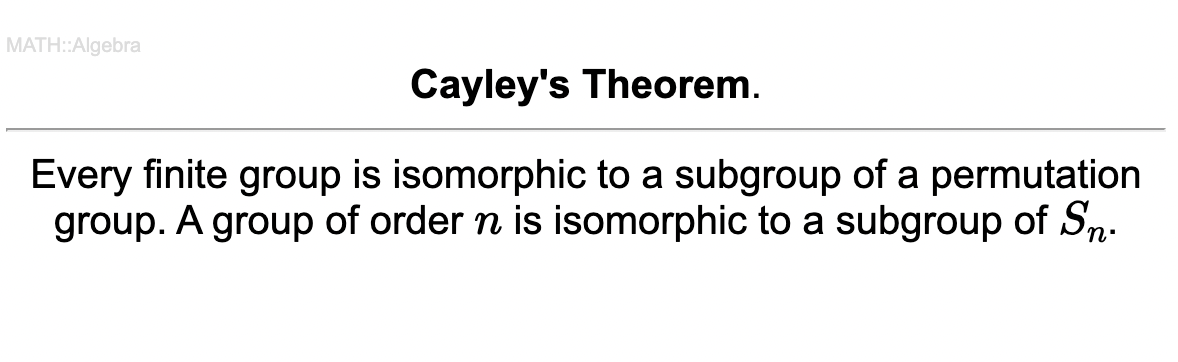 MATH::Algebra
Cayley's Theorem.
Every finite group is isomorphic to a subgroup of a permutation
group. A group of order n is isomorphic to a subgroup of Sₙ.